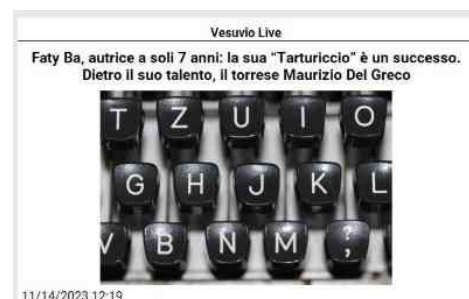 Vesuvio Live
Faty Ba, autrice a soli 7 anni: la sua “Tarturiccio” è un successo.
Dietro il suo talento, il torrese Maurizio Del Greco
T Z U I O
G H J K L
V B N M ? ;
11/14/2023 12:19